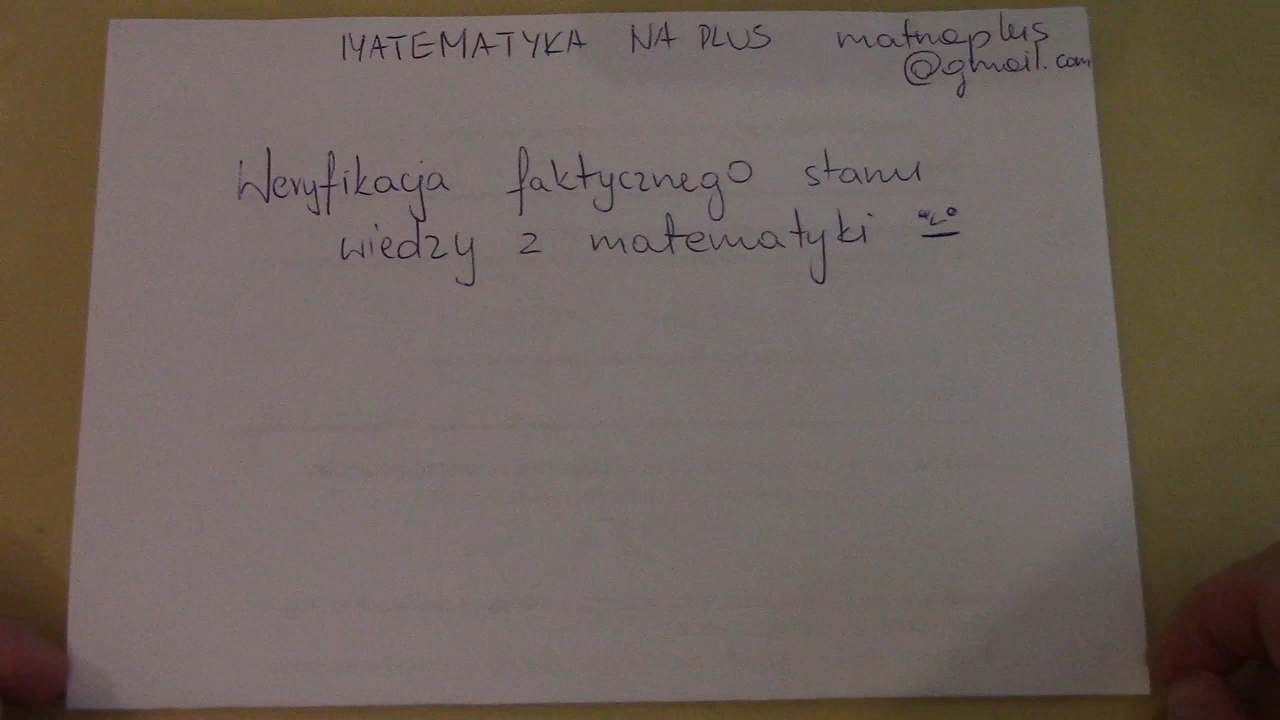 MATEMATYKA NA PLUS matnaplus
@gmail.com
Weryfikacja faktycznego stanu
wiedzy z matematyki